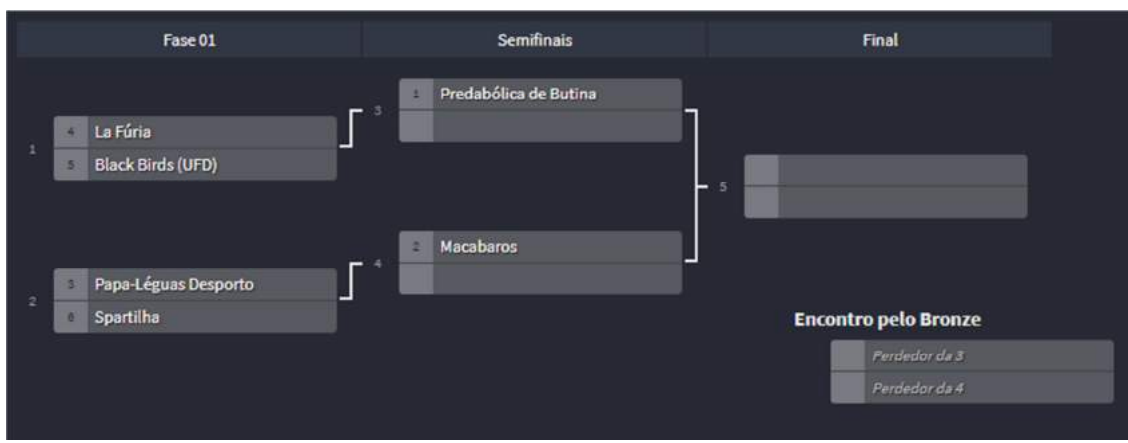 Fase 01
Semifinais
Final
1
4 La Fúria
5 Black Birds (UFD)
2
3 Papa-Léguas Desporto
6 Spartilha
3
1 Predabólica de Butina
4
2 Macabaros
5
Encontro pelo Bronze
Perdedor da 3
Perdedor da 4